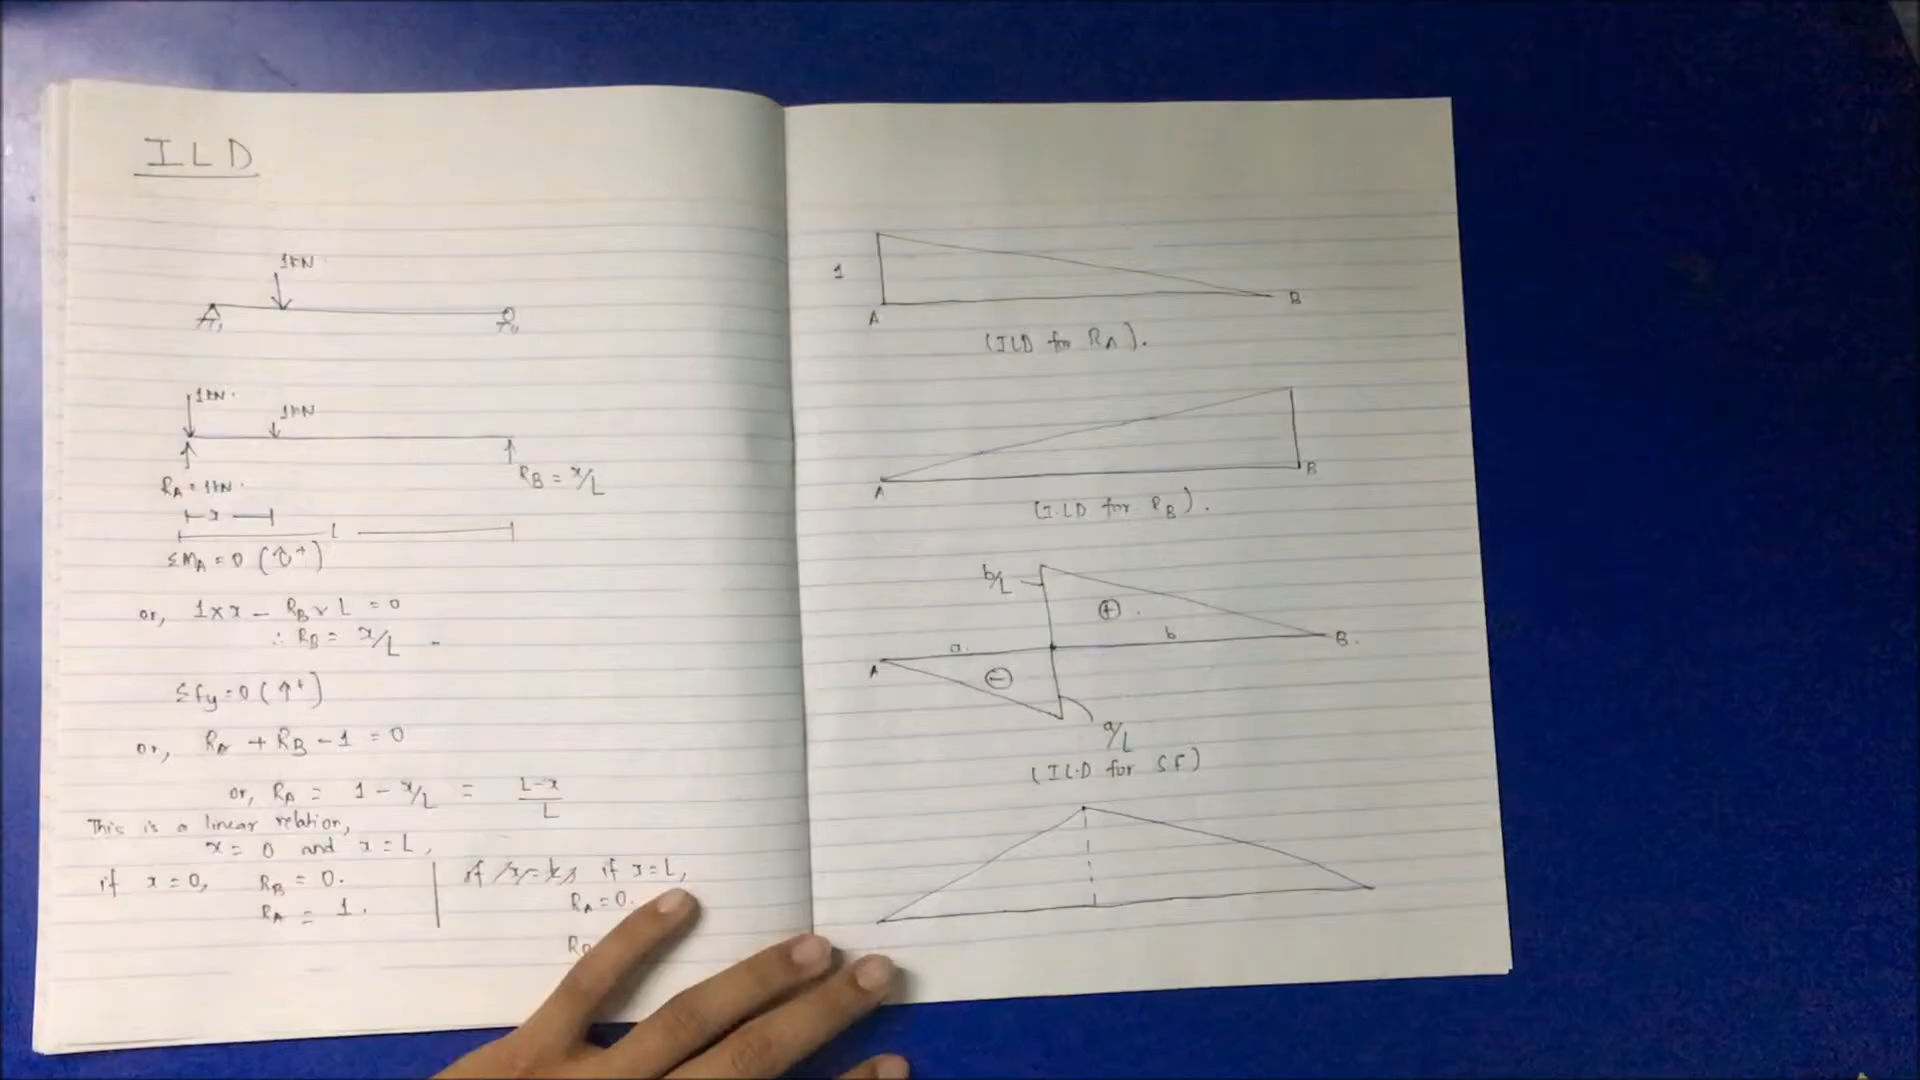 ILD
1kN
1kN.
1kN
RA = 1kN.
RB = x/L
x
L
ΣMA = 0 (↻+)
or, 1 × x - RB × L = 0
∴ RB = x/L
ΣFy = 0 (↑+)
or, RA + RB - 1 = 0
or, RA = 1 - x/L = L-x/L
This is a linear relation,
x = 0 and x = L,
if x = 0, RB = 0.
RA = 1.
if x = L,
RA = 0.
1
A
B
(ILD for RA).
A
B
(I.LD for RB).
b/L
+
a
b
A
B.
-
a/L
(IL.D for SF)